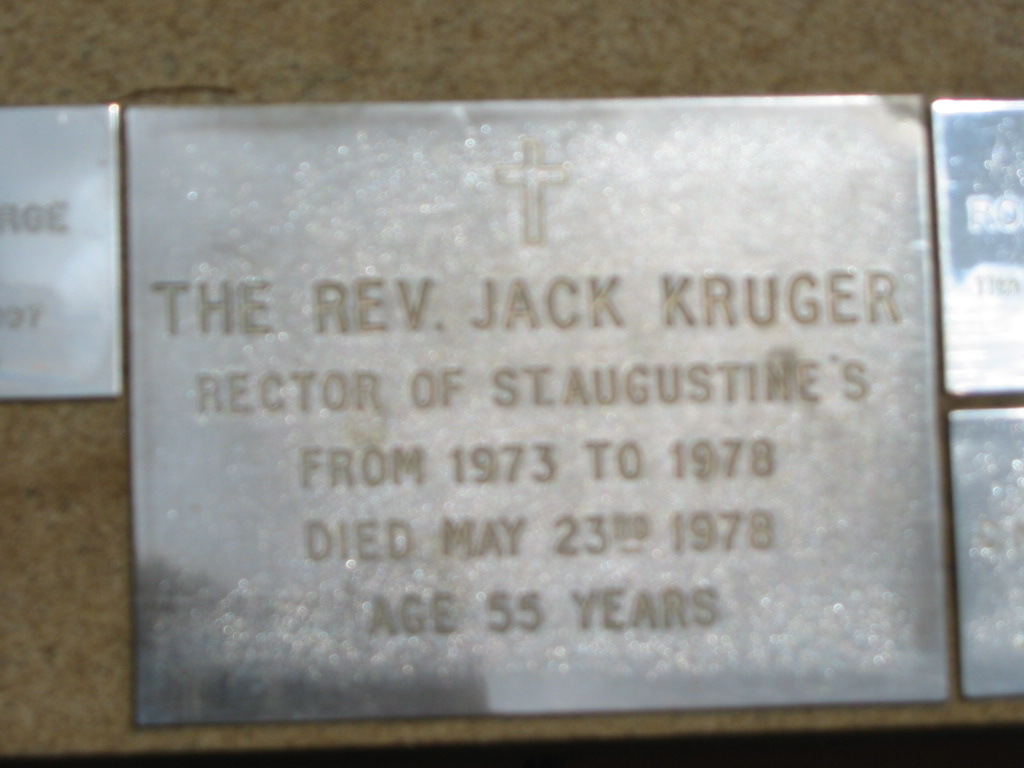 THE REV. JACK KRUGER
RECTOR OF ST. AUGUSTINE'S
FROM 1973 TO 1978
DIED MAY 23RD 1978
AGE 55 YEARS